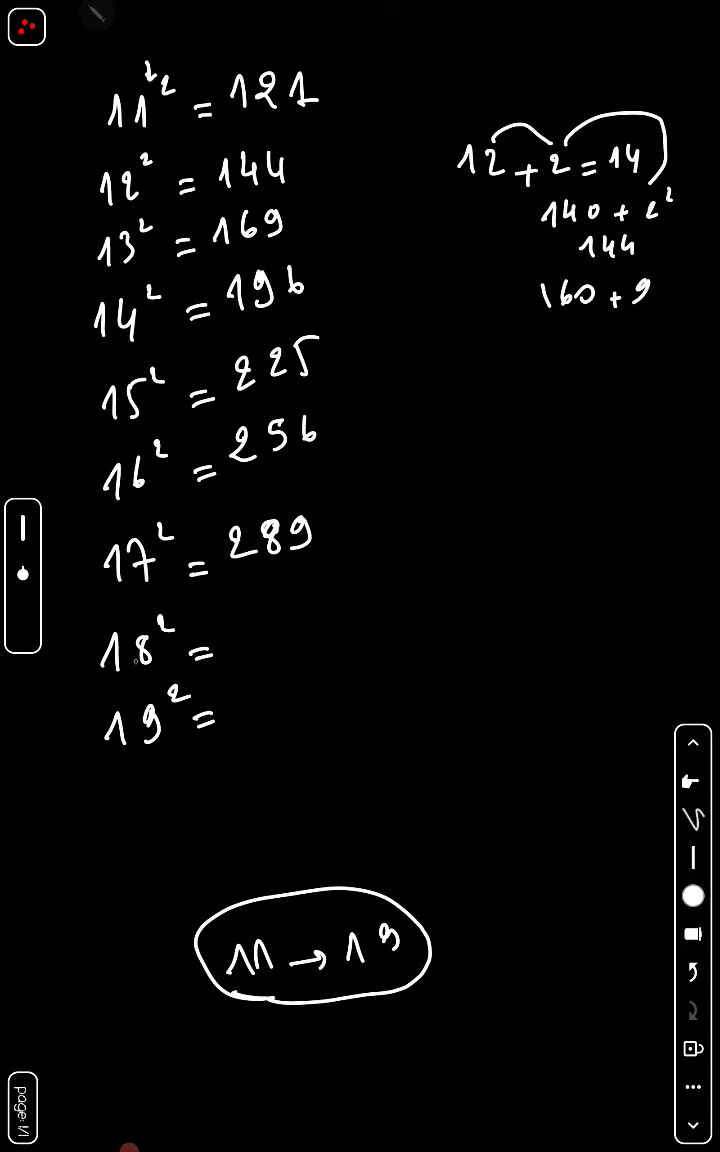 11² = 121
12² = 144
13² = 169
14² = 196
15² = 225
16² = 256
17² = 289
18² =
19² =
12 + 2 = 14
140 + 2²
144
160 + 9
11 → 19
page: 1/1